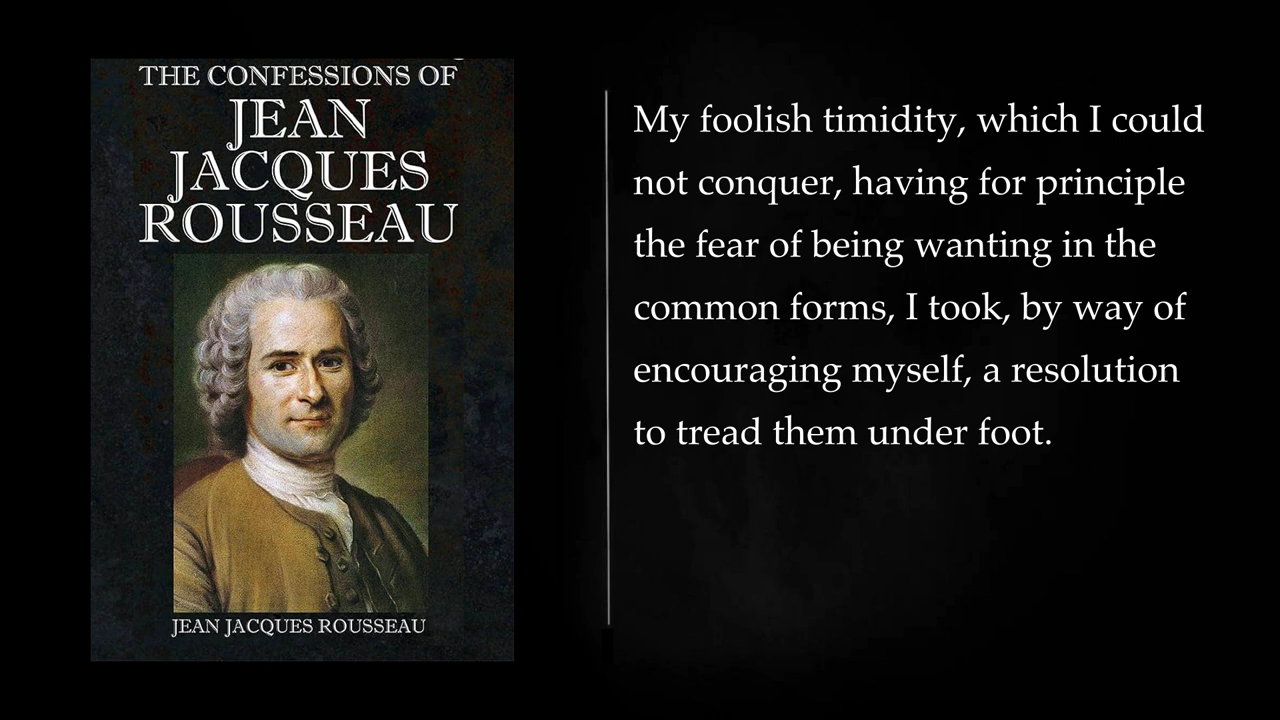 THE CONFESSIONS OF
JEAN
JACQUES
ROUSSEAU
JEAN JACQUES ROUSSEAU
My foolish timidity, which I could
not conquer, having for principle
the fear of being wanting in the
common forms, I took, by way of
encouraging myself, a resolution
to tread them under foot.